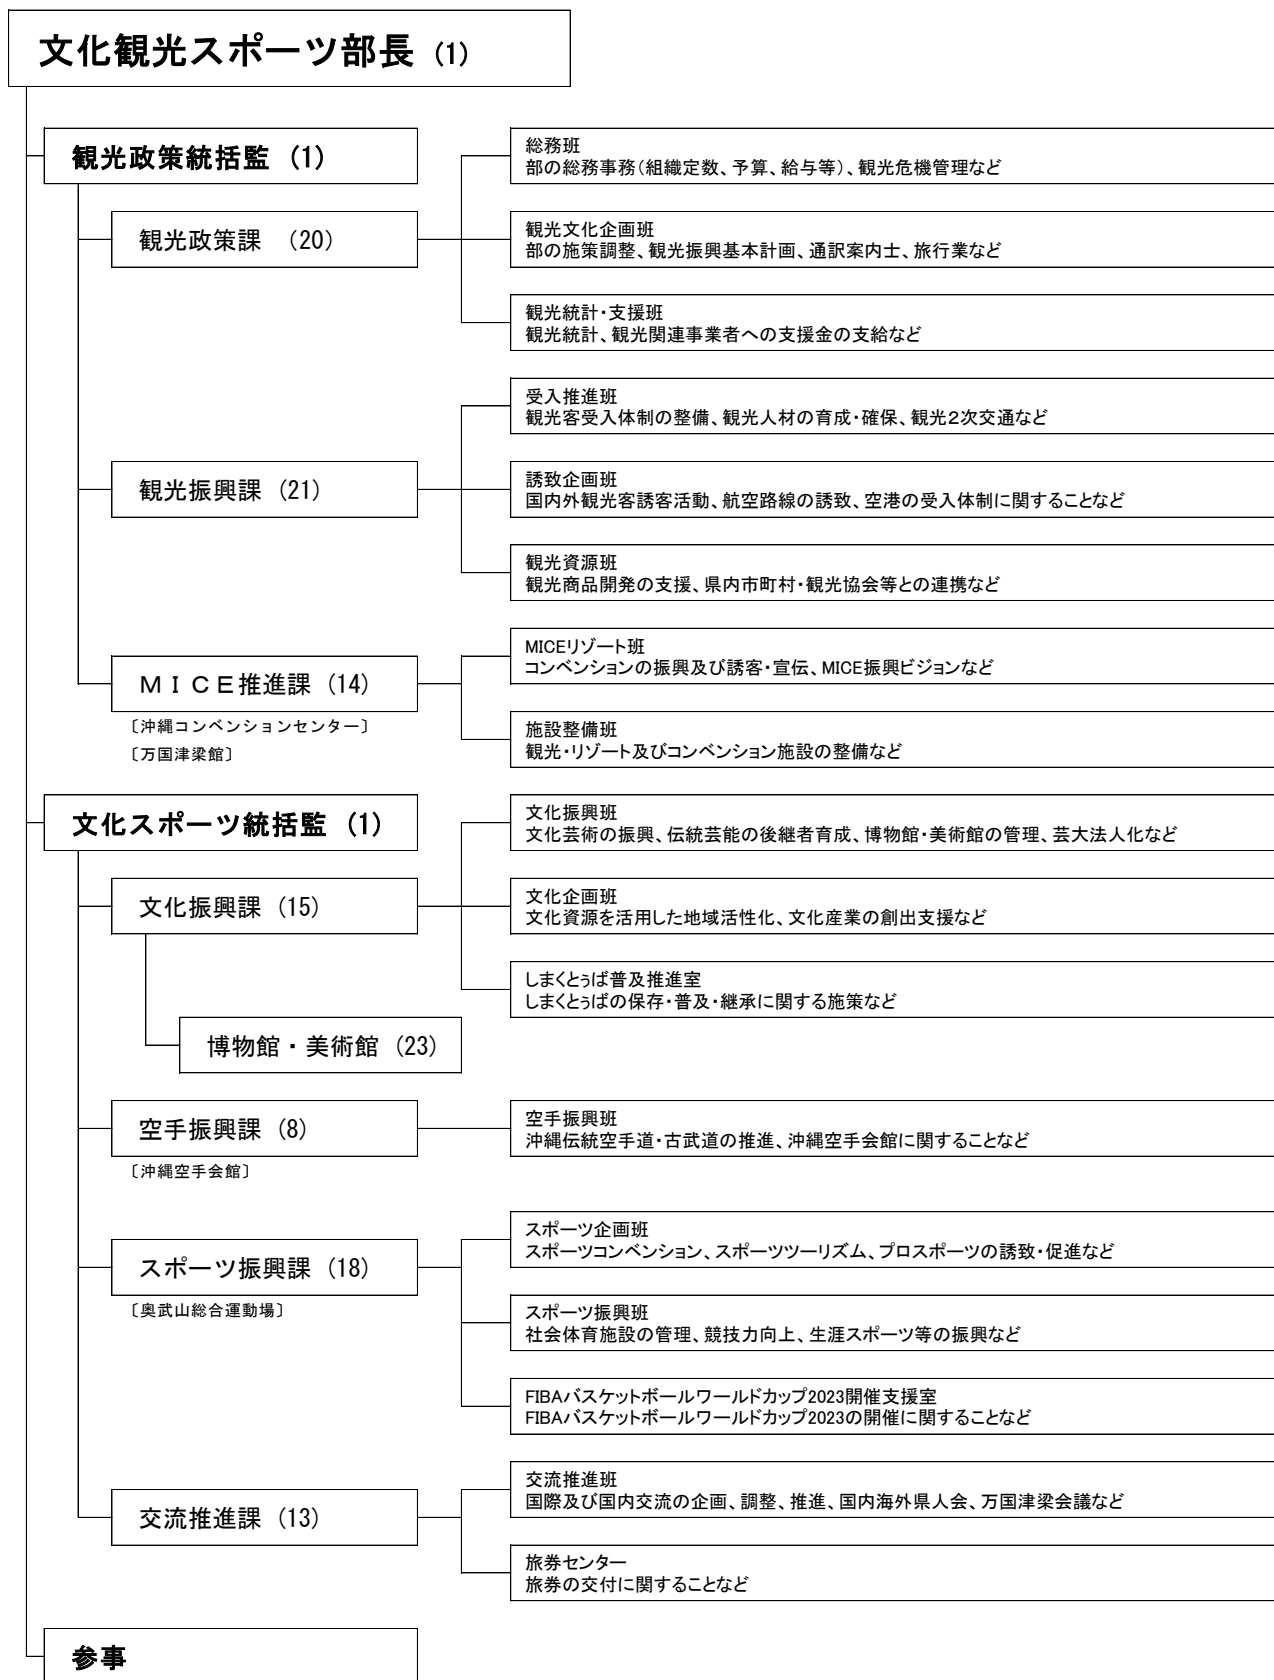 文化観光スポーツ部長 (1)
観光政策統括監 (1)
総務班
部の総務事務(組織定数、予算、給与等)、観光危機管理など
観光政策課 (20)
観光文化企画班
部の施策調整、観光振興基本計画、通訳案内士、旅行業など
観光統計・支援班
観光統計、観光関連事業者への支援金の支給など
受入推進班
観光客受入体制の整備、観光人材の育成・確保、観光2次交通など
観光振興課 (21)
誘致企画班
国内外観光客誘客活動、航空路線の誘致、空港の受入体制に関することなど
観光資源班
観光商品開発の支援、県内市町村・観光協会等との連携など
MICE推進課 (14)
〔沖縄コンベンションセンター〕
〔万国津梁館〕
MICEリゾート班
コンベンションの振興及び誘客・宣伝、MICE振興ビジョンなど
施設整備班
観光・リゾート及びコンベンション施設の整備など
文化スポーツ統括監 (1)
文化振興班
文化芸術の振興、伝統芸能の後継者育成、博物館・美術館の管理、芸大法人化など
文化振興課 (15)
文化企画班
文化資源を活用した地域活性化、文化産業の創出支援など
しまくとぅば普及推進室
しまくとぅばの保存・普及・継承に関する施策など
博物館・美術館 (23)
空手振興課 (8)
〔沖縄空手会館〕
空手振興班
沖縄伝統空手道・古武道の推進、沖縄空手会館に関することなど
スポーツ振興課 (18)
〔奥武山総合運動場〕
スポーツ企画班
スポーツコンベンション、スポーツツーリズム、プロスポーツの誘致・促進など
スポーツ振興班
社会体育施設の管理、競技力向上、生涯スポーツ等の振興など
FIBAバスケットボールワールドカップ2023開催支援室
FIBAバスケットボールワールドカップ2023の開催に関することなど
交流推進課 (13)
交流推進班
国際及び国内交流の企画、調整、推進、国内海外県人会、万国津梁会議など
旅券センター
旅券の交付に関することなど
参事